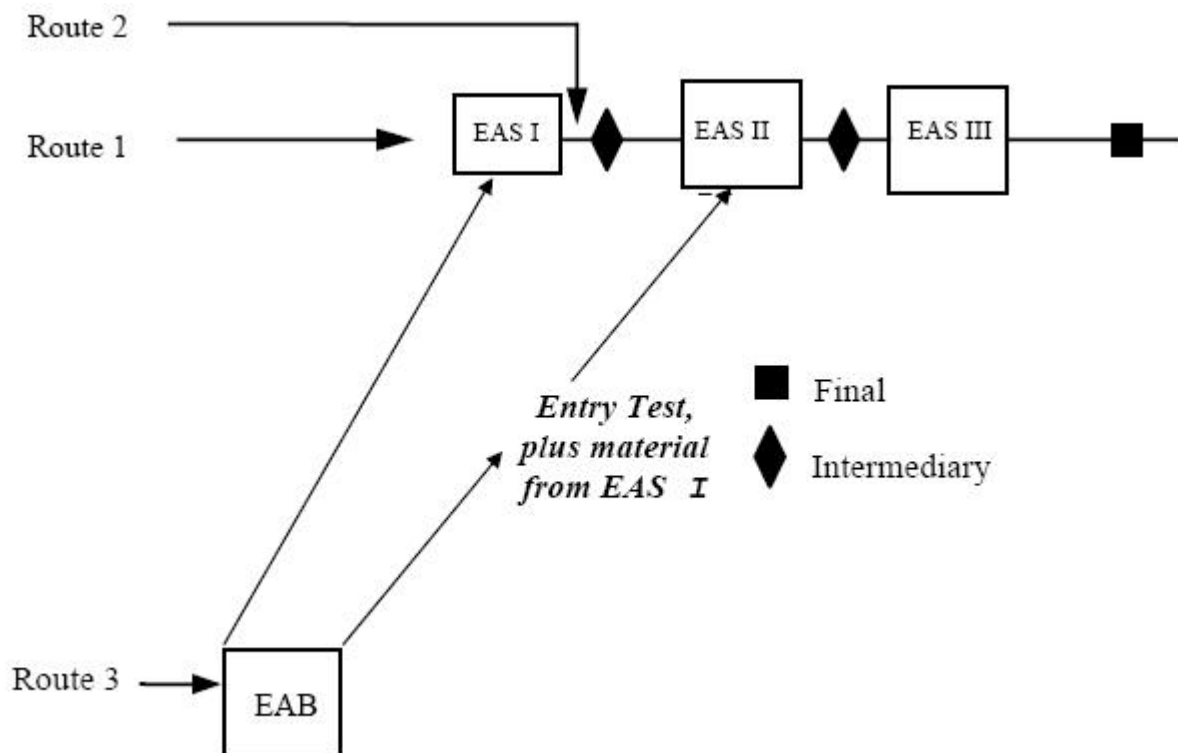 Route 2
EAS I
EAS II
EAS III
Route 1
Final
Entry Test,
plus material
from EAS I
Intermediary
Route 3
EAB